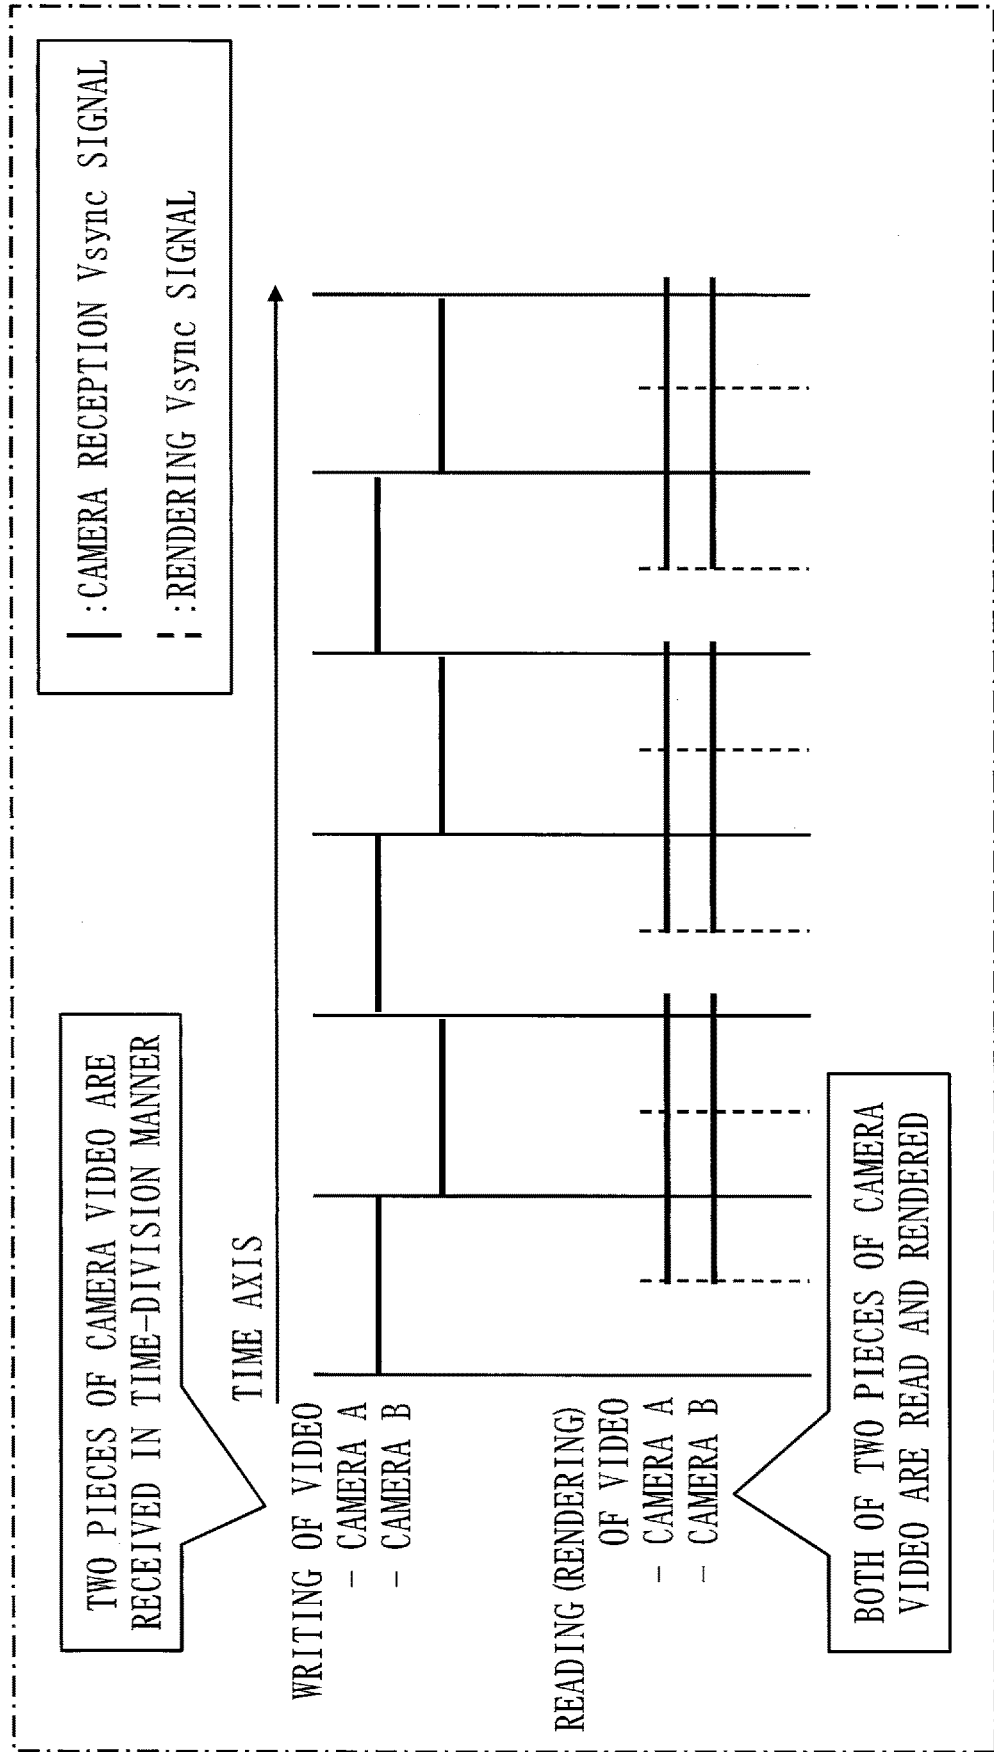 TWO PIECES OF CAMERA VIDEO ARE
RECEIVED IN TIME-DIVISION MANNER
:CAMERA RECEPTION Vsync SIGNAL
:RENDERING Vsync SIGNAL
TIME AXIS
WRITING OF VIDEO
- CAMERA A
- CAMERA B
READING(RENDERING)
OF VIDEO
- CAMERA A
- CAMERA B
BOTH OF TWO PIECES OF CAMERA
VIDEO ARE READ AND RENDERED